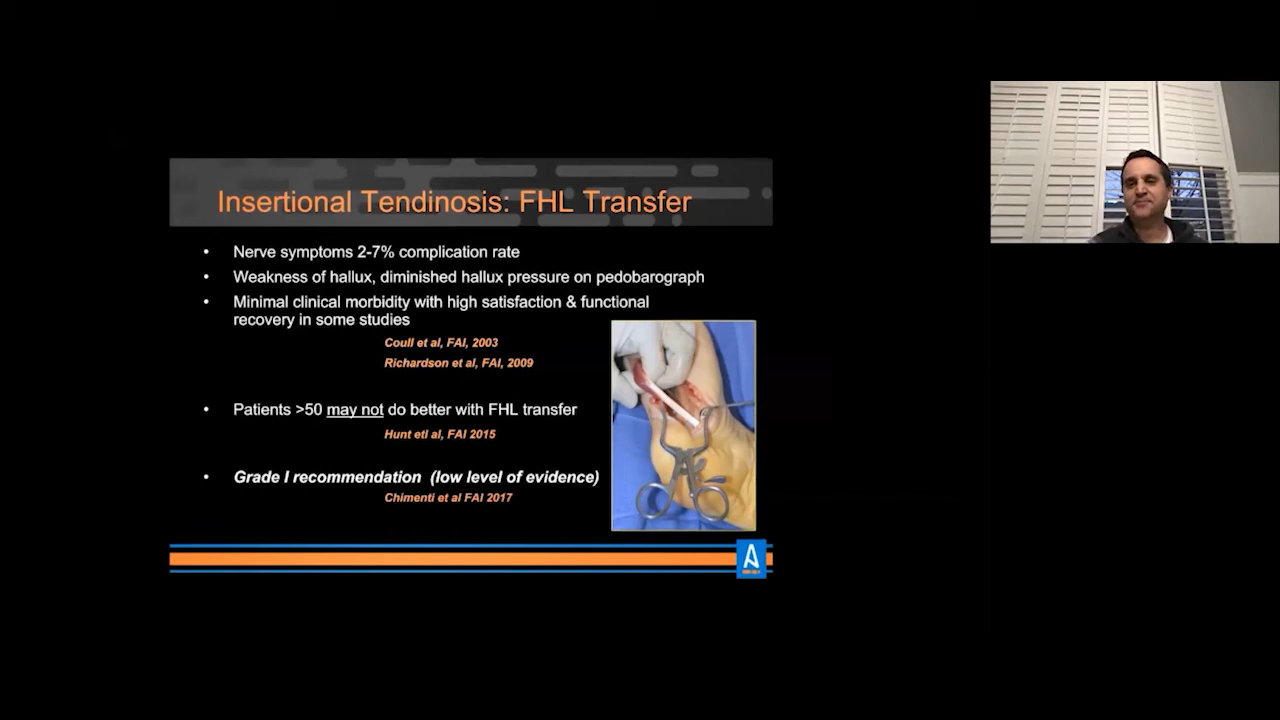 Insertional Tendinosis: FHL Transfer
• Nerve symptoms 2-7% complication rate
• Weakness of hallux, diminished hallux pressure on pedobarograph
• Minimal clinical morbidity with high satisfaction & functional
recovery in some studies
Coull et al, FAI, 2003
Richardson et al, FAI, 2009
• Patients >50 may not do better with FHL transfer
Hunt etl al, FAI 2015
• Grade I recommendation (low level of evidence)
Chimenti et al FAI 2017
A